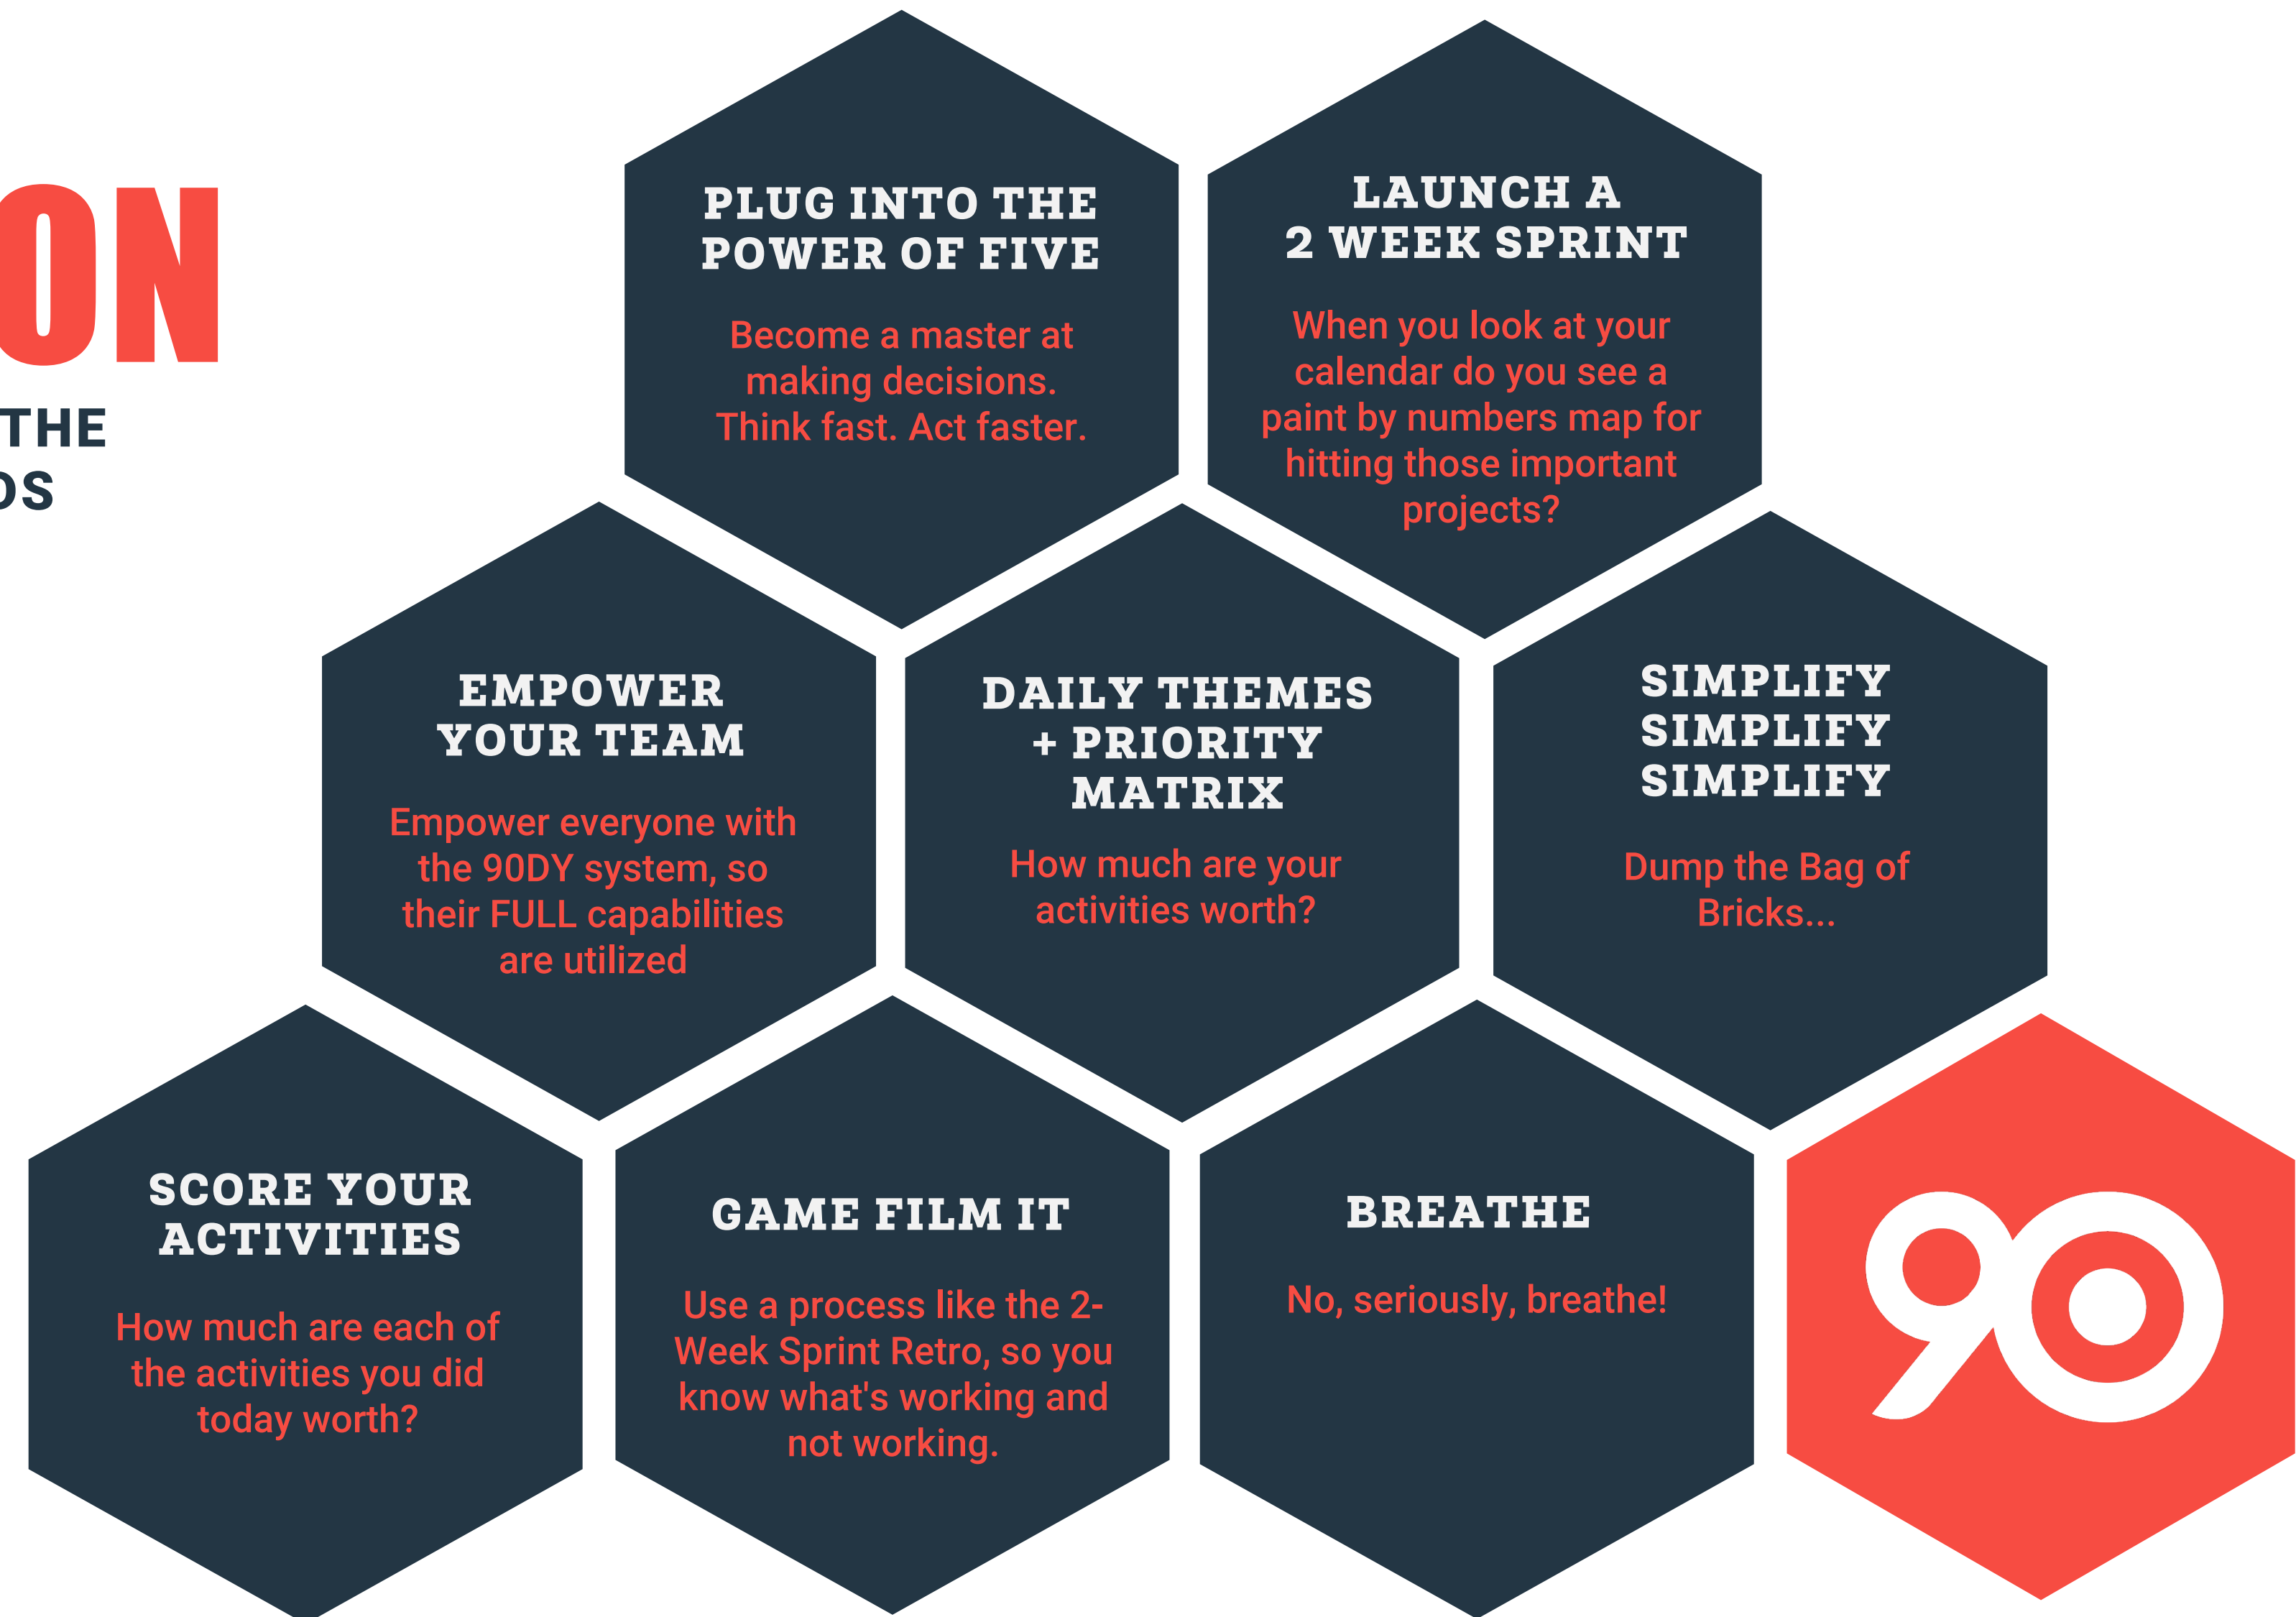 ON
THE
DS
PLUG INTO THE
POWER OF FIVE
Become a master at
making decisions.
Think fast. Act faster.
LAUNCH A
2 WEEK SPRINT
When you look at your
calendar do you see a
paint by numbers map for
hitting those important
projects?
EMPOWER
YOUR TEAM
Empower everyone with
the 90DY system, so
their FULL capabilities
are utilized
DAILY THEMES
+ PRIORITY
MATRIX
How much are your
activities worth?
SIMPLIFY
SIMPLIFY
SIMPLIFY
Dump the Bag of
Bricks...
SCORE YOUR
ACTIVITIES
How much are each of
the activities you did
today worth?
GAME FILM IT
Use a process like the 2-
Week Sprint Retro, so you
know what's working and
not working.
BREATHE
No, seriously, breathe!
90